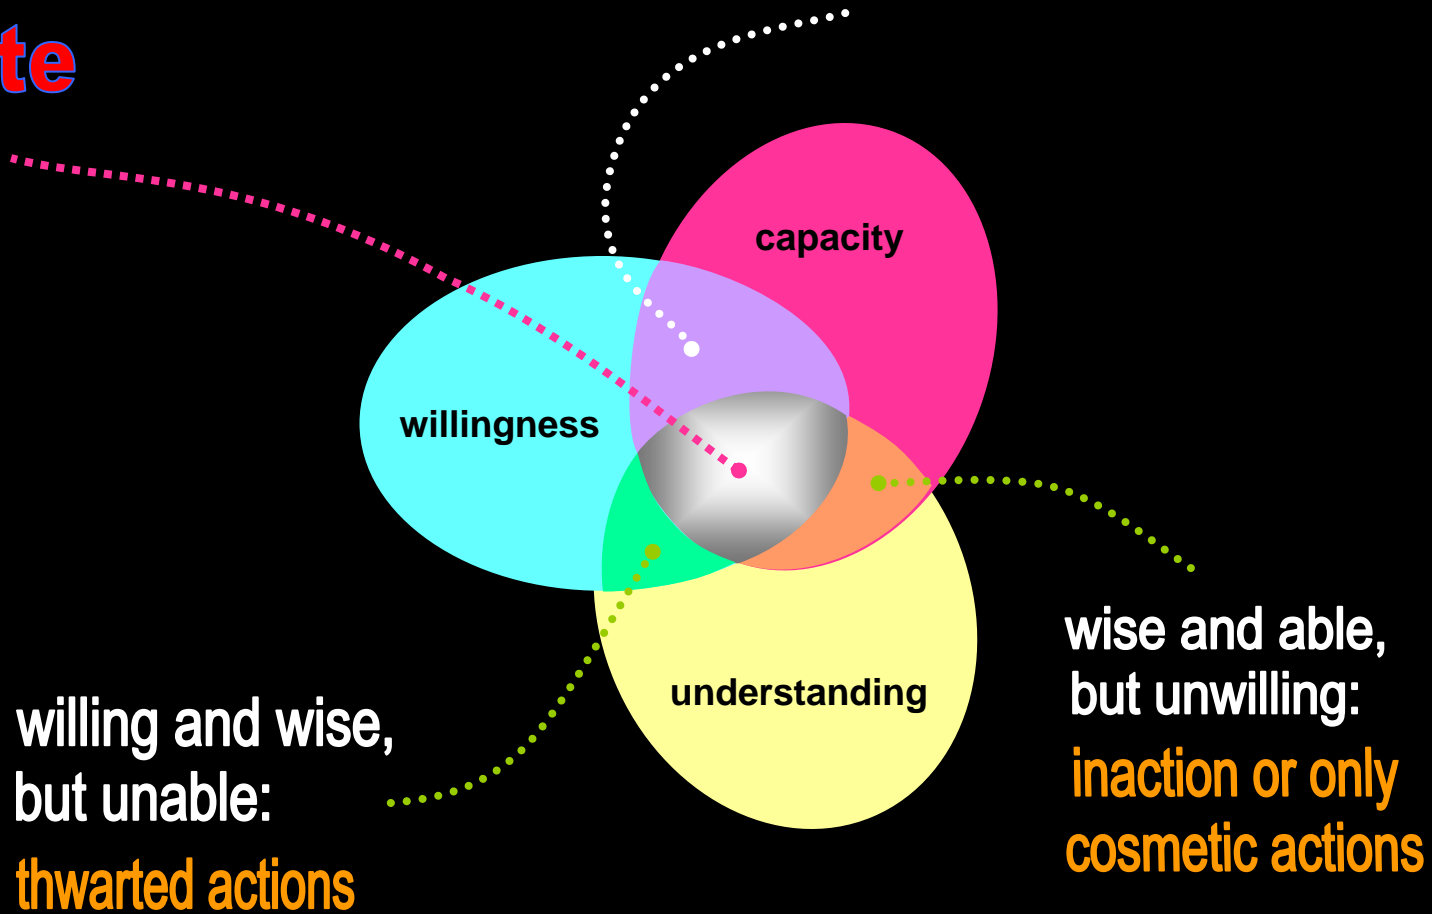 te
capacity
willingness
understanding
wise and able,
but unwilling:
inaction or only
cosmetic actions
willing and wise,
but unable:
thwarted actions